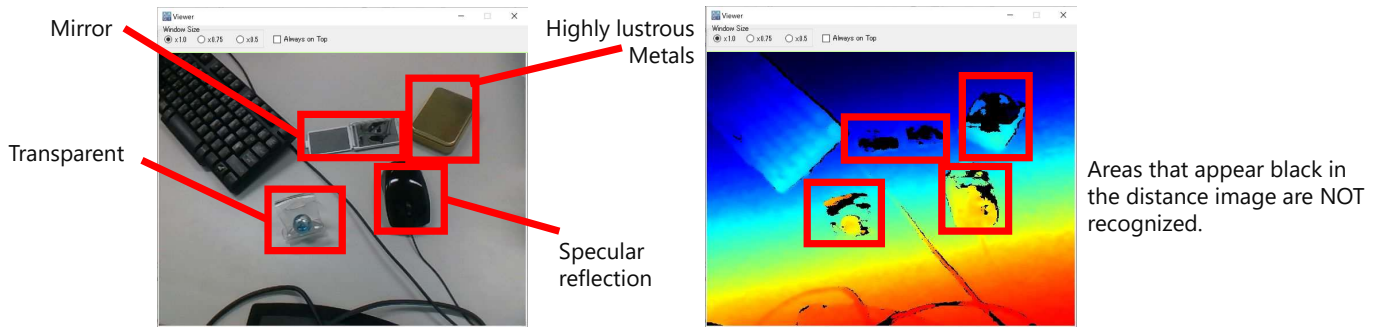 Viewer
Window Size
x1.0 x0.75 x0.5 Always on Top
Mirror
Highly lustrous
Metals
Transparent
Specular
reflection
Viewer
Window Size
x1.0 x0.75 x0.5 Always on Top
Areas that appear black in
the distance image are NOT
recognized.